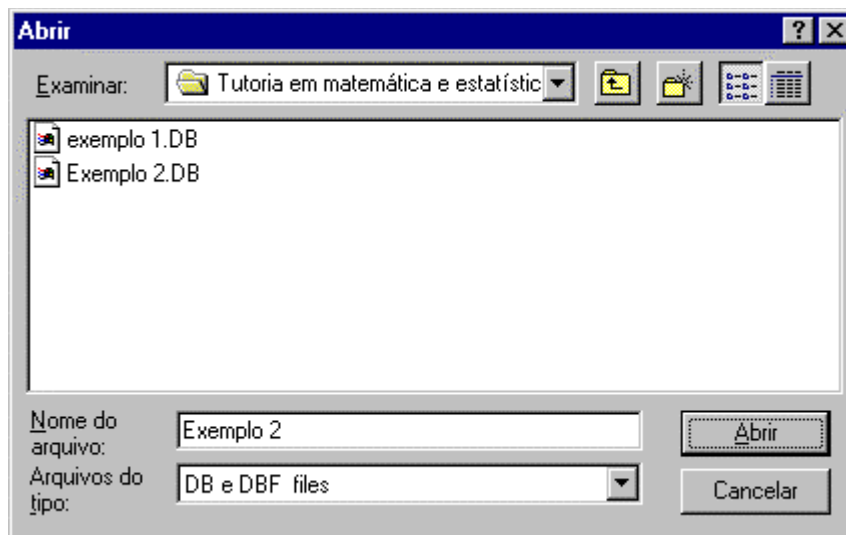 Abrir
Examinar:
Tutoria em matemática e estatístic
exemplo 1.DB
Exemplo 2.DB
Nome do
arquivo:
Exemplo 2
Abrir
Arquivos do
tipo:
DB e DBF files
Cancelar